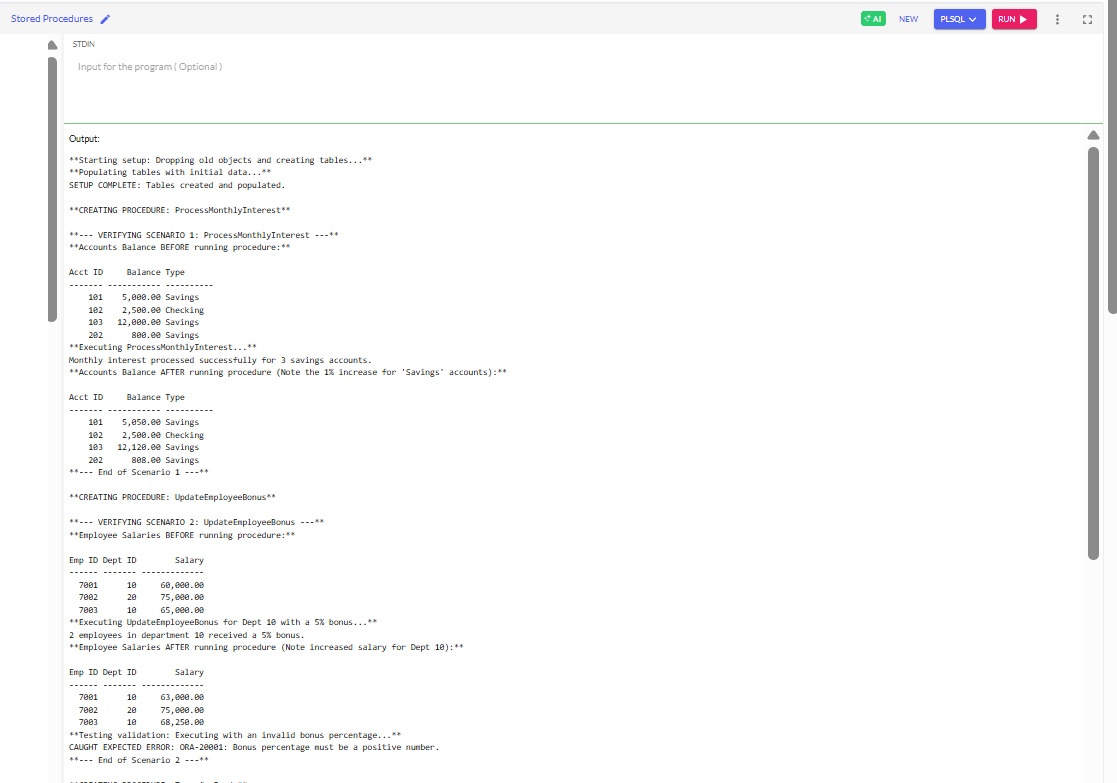 Stored Procedures
AI NEW PLSQL RUN
STDIN
Input for the program ( Optional )
Output:
**Starting setup: Dropping old objects and creating tables...**
**Populating tables with initial data...**
SETUP COMPLETE: Tables created and populated.
**CREATING PROCEDURE: ProcessMonthlyInterest**
**--- VERIFYING SCENARIO 1: ProcessMonthlyInterest ---**
**Accounts Balance BEFORE running procedure:**
Acct ID     Balance Type
------- ----------- ----------
    101    5,000.00 Savings
    102    2,500.00 Checking
    103   12,000.00 Savings
    202      800.00 Savings
**Executing ProcessMonthlyInterest...**
Monthly interest processed successfully for 3 savings accounts.
**Accounts Balance AFTER running procedure (Note the 1% increase for 'Savings' accounts):**
Acct ID     Balance Type
------- ----------- ----------
    101    5,050.00 Savings
    102    2,500.00 Checking
    103   12,120.00 Savings
    202      808.00 Savings
**--- End of Scenario 1 ---**
**CREATING PROCEDURE: UpdateEmployeeBonus**
**--- VERIFYING SCENARIO 2: UpdateEmployeeBonus ---**
**Employee Salaries BEFORE running procedure:**
Emp ID Dept ID        Salary
------ ------- -------------
  7001      10     60,000.00
  7002      20     75,000.00
  7003      10     65,000.00
**Executing UpdateEmployeeBonus for Dept 10 with a 5% bonus...**
2 employees in department 10 received a 5% bonus.
**Employee Salaries AFTER running procedure (Note increased salary for Dept 10):**
Emp ID Dept ID        Salary
------ ------- -------------
  7001      10     63,000.00
  7002      20     75,000.00
  7003      10     68,250.00
**Testing validation: Executing with an invalid bonus percentage...**
CAUGHT EXPECTED ERROR: ORA-20001: Bonus percentage must be a positive number.
**--- End of Scenario 2 ---**